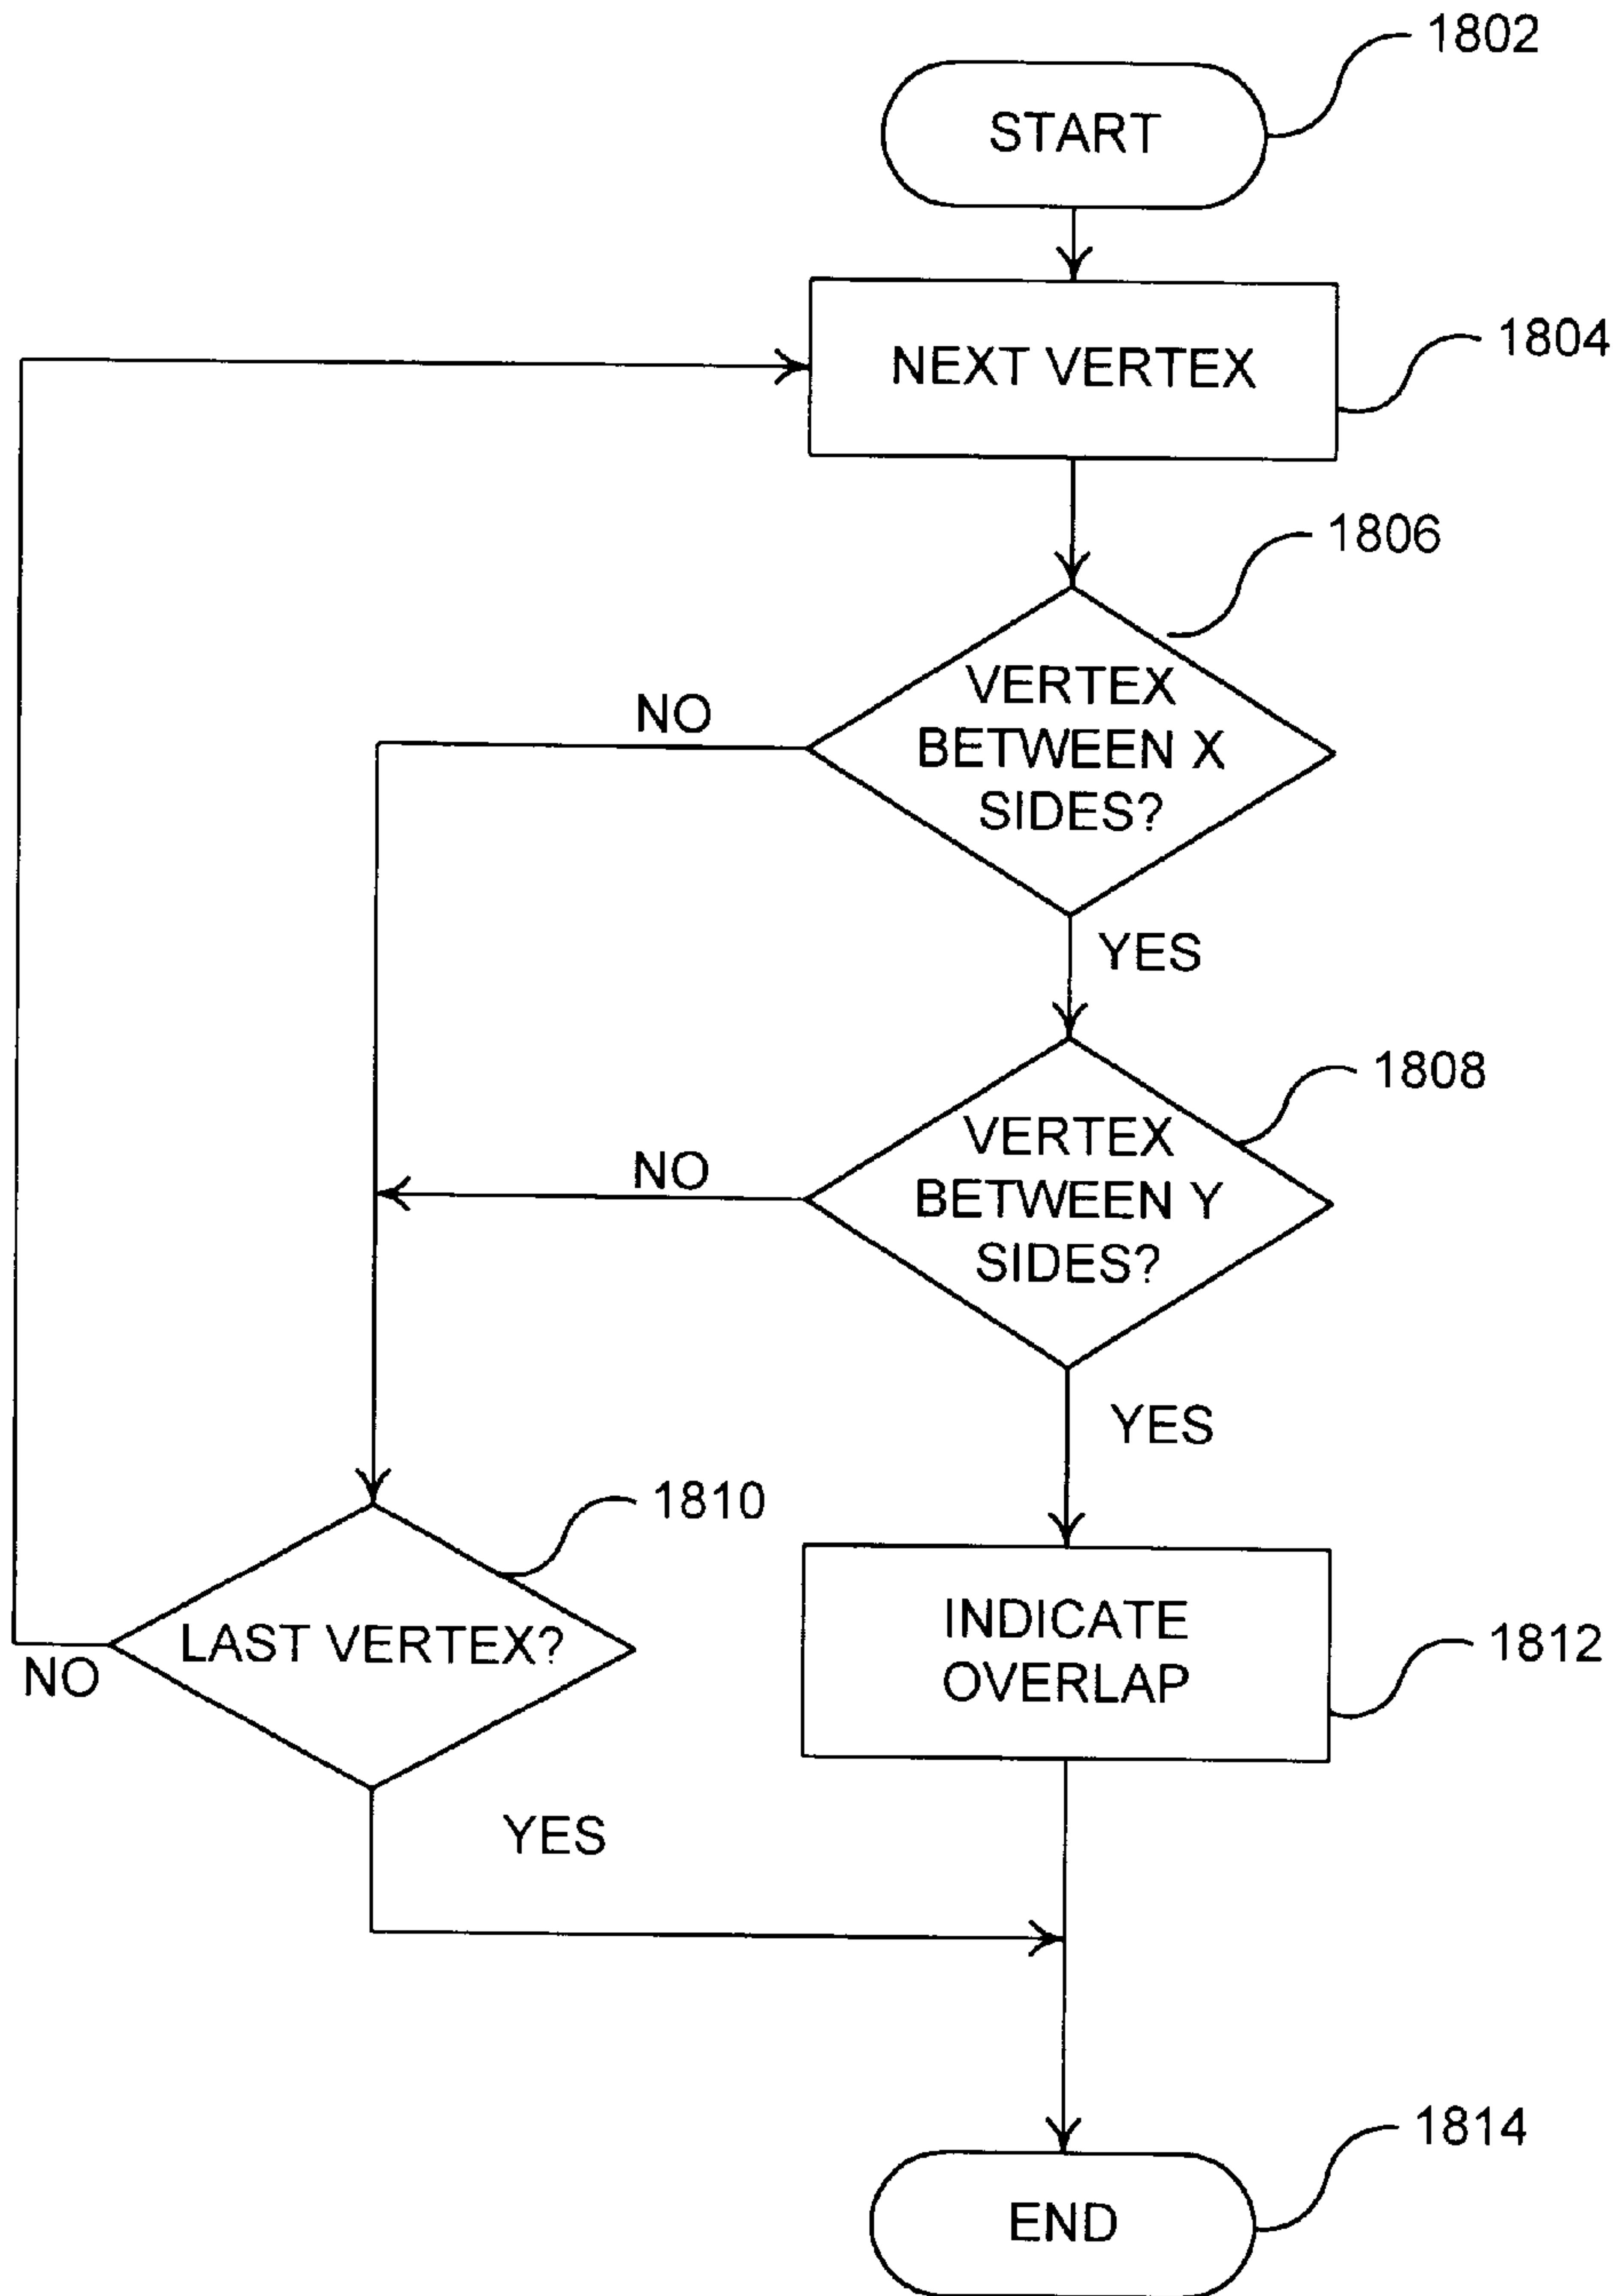 1802
START
1804
NEXT VERTEX
1806
VERTEX
BETWEEN X
SIDES?
NO
YES
1808
VERTEX
BETWEEN Y
SIDES?
NO
YES
1810
LAST VERTEX?
NO
YES
INDICATE
OVERLAP
1812
1814
END